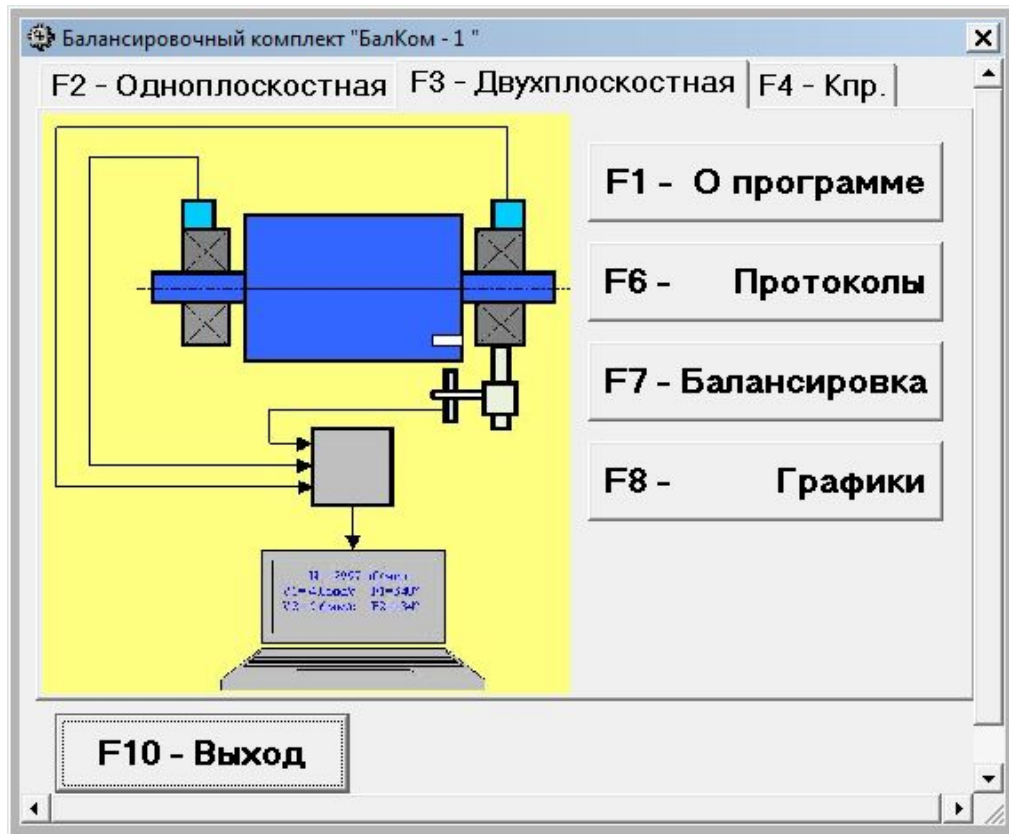 Балансировочный комплект "БалКом - 1 "
F2 - Одноплоскостная F3 - Двухплоскостная F4 - Кпр.
F1 - О программе
F6 - Протоколы
F7 - Балансировка
F8 - Графики
F10 - Выход